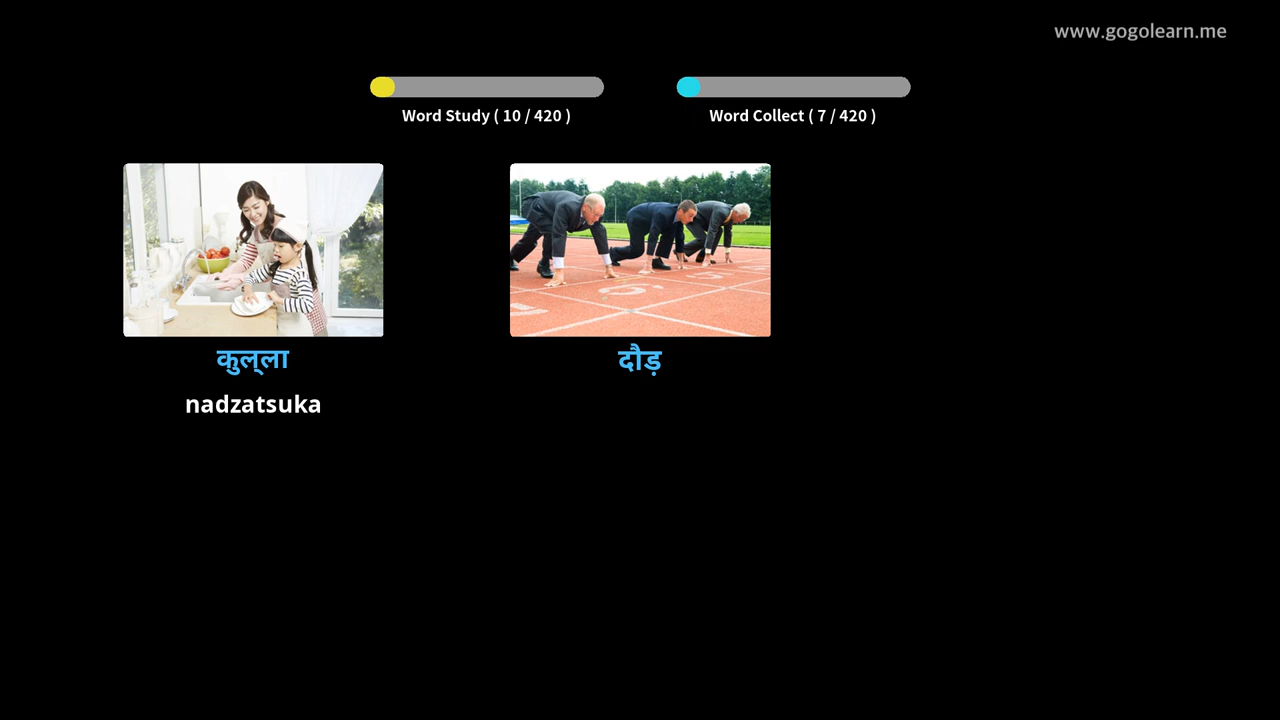 www.gogolearn.me
Word Study ( 10 / 420 )
Word Collect ( 7 / 420 )
कुल्‌ला
दौड़
nadzatsuka